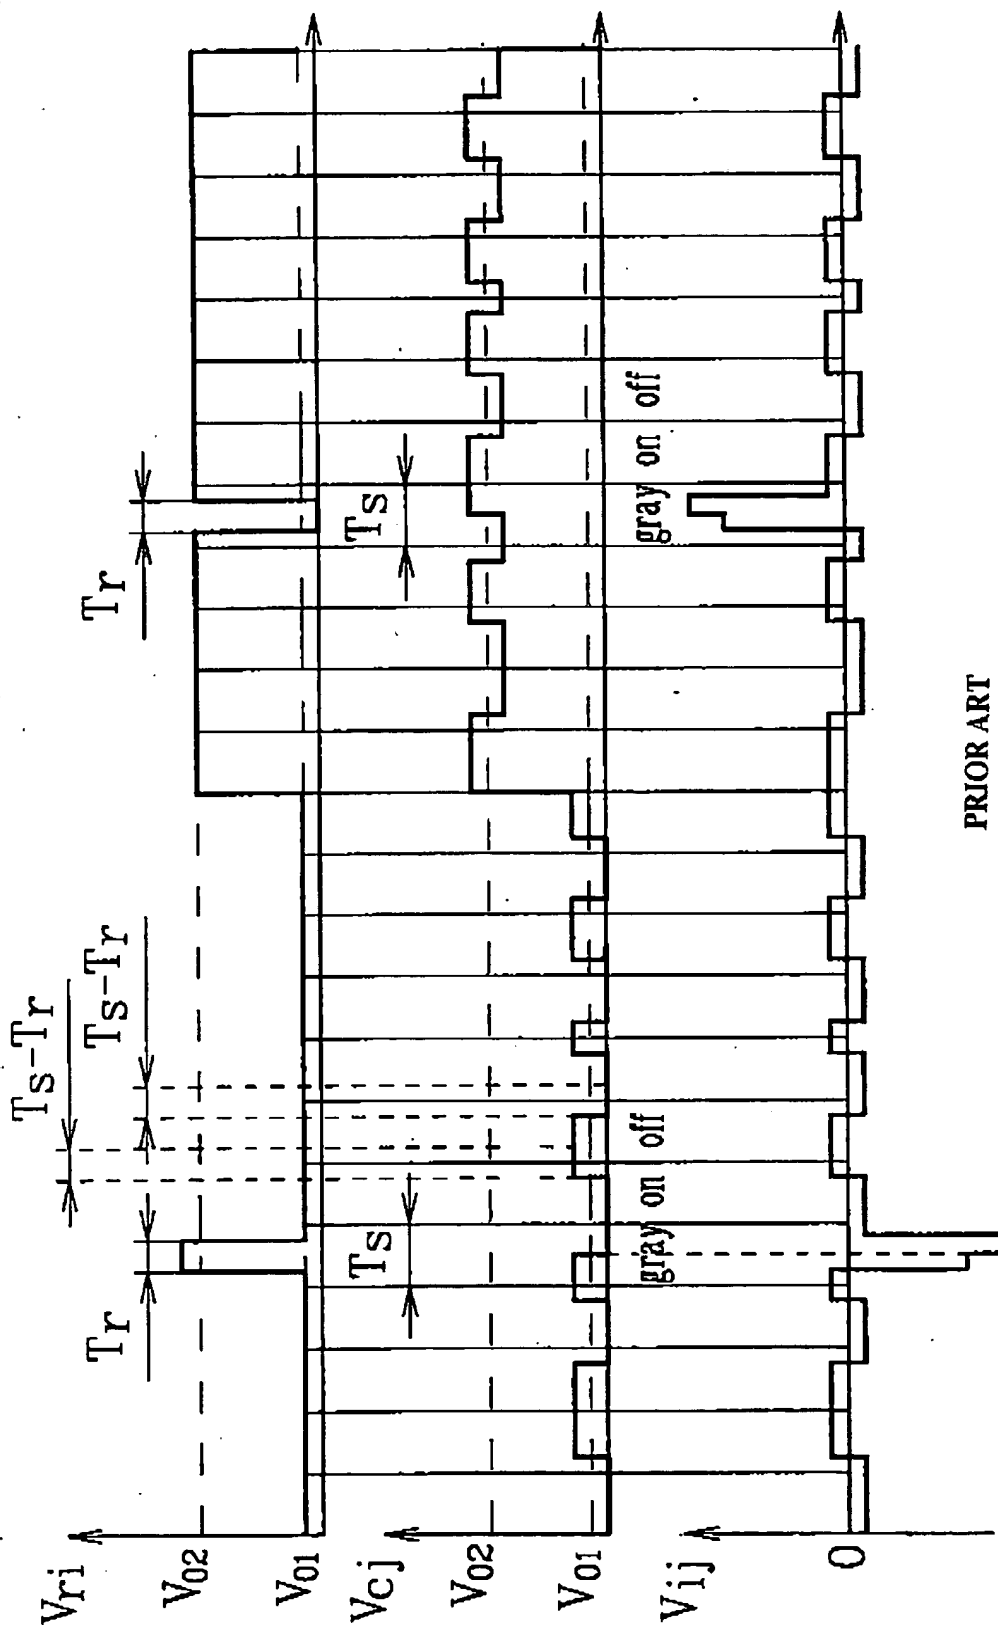 Ts-Tr
Tr
Ts-Tr
Tr
Vri
V02
V01
Ts
Ts
Vcj
V02
V01
gray on off
gray on off
Vij
0
PRIOR ART